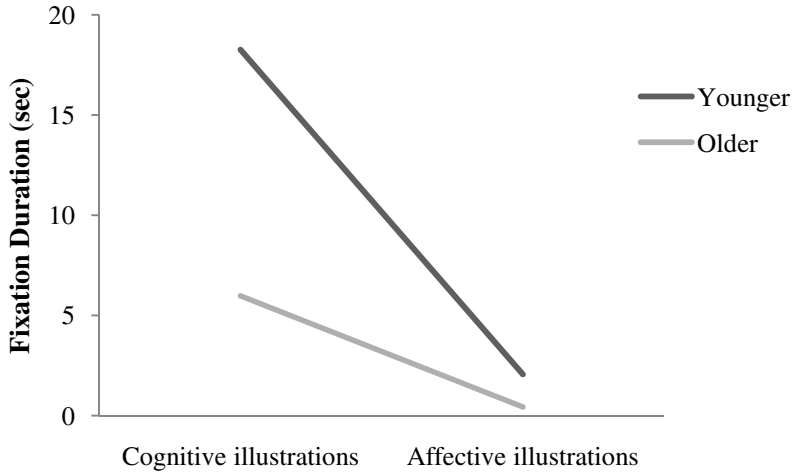 Fixation Duration (sec)
20
15
10
5
0
Cognitive illustrations
Affective illustrations
Younger
Older